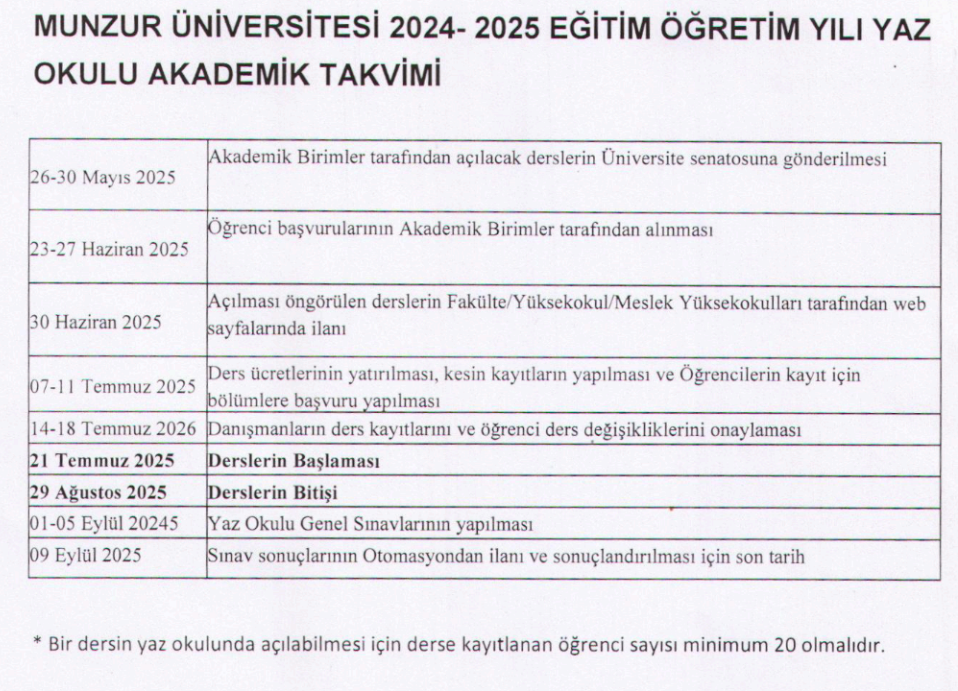 MUNZUR ÜNİVERSİTESİ 2024- 2025 EĞİTİM ÖĞRETİM YILI YAZ
OKULU AKADEMİK TAKVİMİ
26-30 Mayıs 2025
Akademik Birimler tarafından açılacak derslerin Üniversite senatosuna gönderilmesi
23-27 Haziran 2025
Öğrenci başvurularının Akademik Birimler tarafından alınması
30 Haziran 2025
Açılması öngörülen derslerin Fakülte/Yüksekokul/Meslek Yüksekokulları tarafından web
sayfalarında ilanı
07-11 Temmuz 2025
Ders ücretlerinin yatırılması, kesin kayıtların yapılması ve Öğrencilerin kayıt için
bölümlere başvuru yapılması
14-18 Temmuz 2026
Danışmanların ders kayıtlarını ve öğrenci ders değişikliklerini onaylaması
21 Temmuz 2025
Derslerin Başlaması
29 Ağustos 2025
Derslerin Bitişi
01-05 Eylül 20245
Yaz Okulu Genel Sınavlarının yapılması
09 Eylül 2025
Sınav sonuçlarının Otomasyondan ilanı ve sonuçlandırılması için son tarih
* Bir dersin yaz okulunda açılabilmesi için derse kayıtlanan öğrenci sayısı minimum 20 olmalıdır.